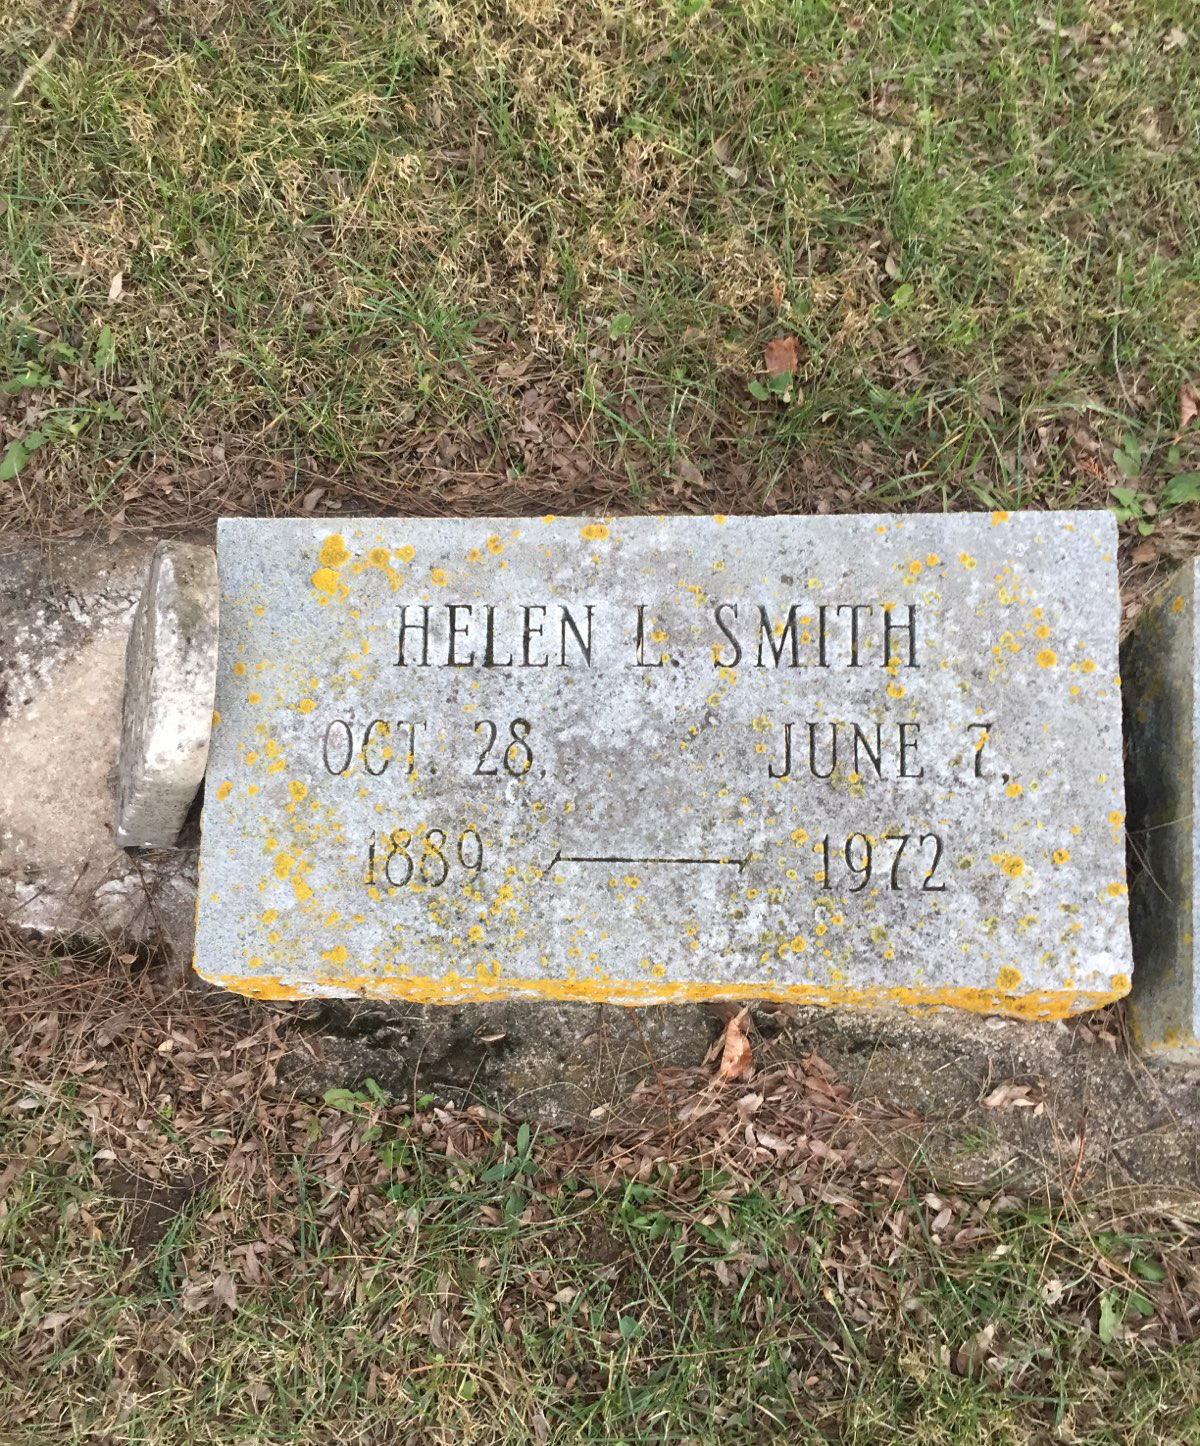 HELEN L. SMITH
OCT. 28, JUNE 7,
1889 — 1972